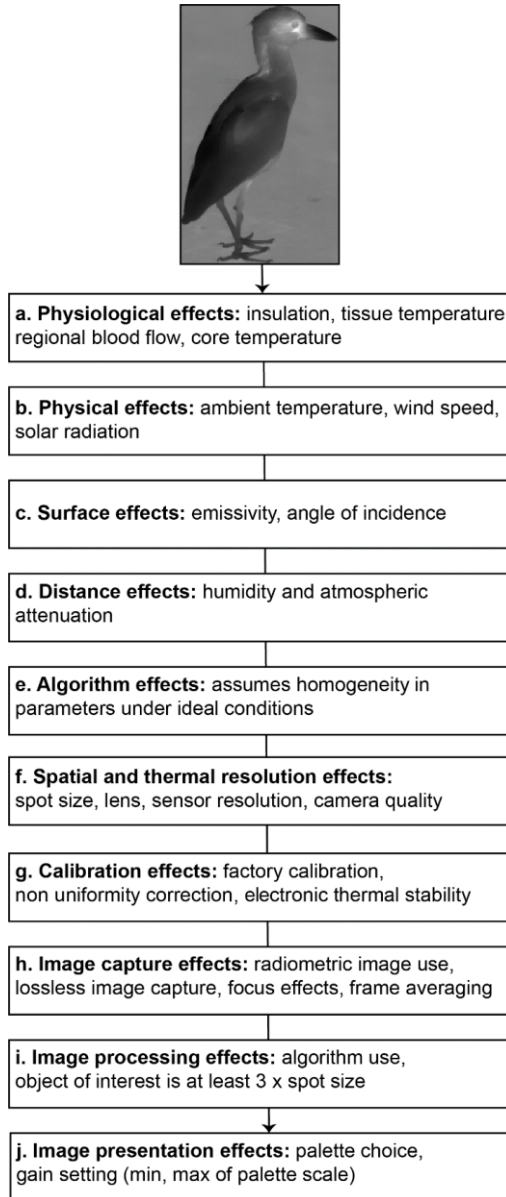 a. Physiological effects: insulation, tissue temperature
regional blood flow, core temperature
b. Physical effects: ambient temperature, wind speed,
solar radiation
c. Surface effects: emissivity, angle of incidence
d. Distance effects: humidity and atmospheric
attenuation
e. Algorithm effects: assumes homogeneity in
parameters under ideal conditions
f. Spatial and thermal resolution effects:
spot size, lens, sensor resolution, camera quality
g. Calibration effects: factory calibration,
non uniformity correction, electronic thermal stability
h. Image capture effects: radiometric image use,
lossless image capture, focus effects, frame averaging
i. Image processing effects: algorithm use,
object of interest is at least 3 x spot size
j. Image presentation effects: palette choice,
gain setting (min, max of palette scale)